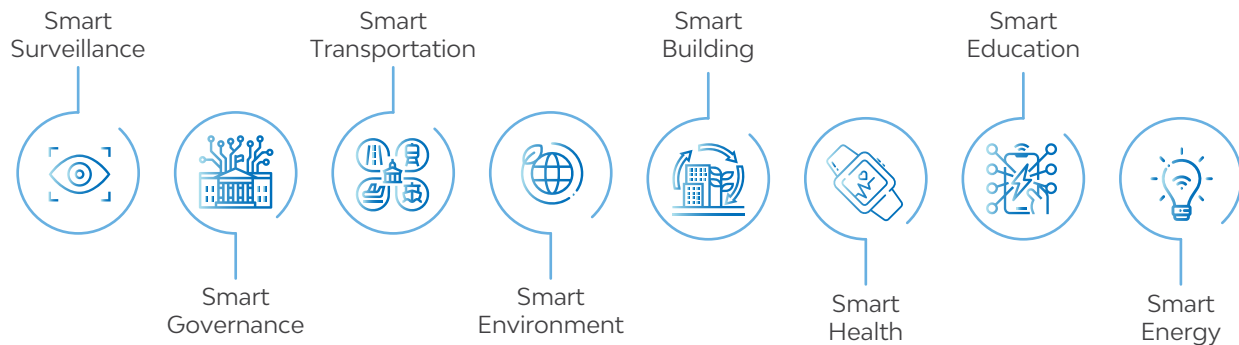 Smart
Surveillance
Smart
Governance
Smart
Transportation
Smart
Environment
Smart
Building
Smart
Health
Smart
Education
Smart
Energy